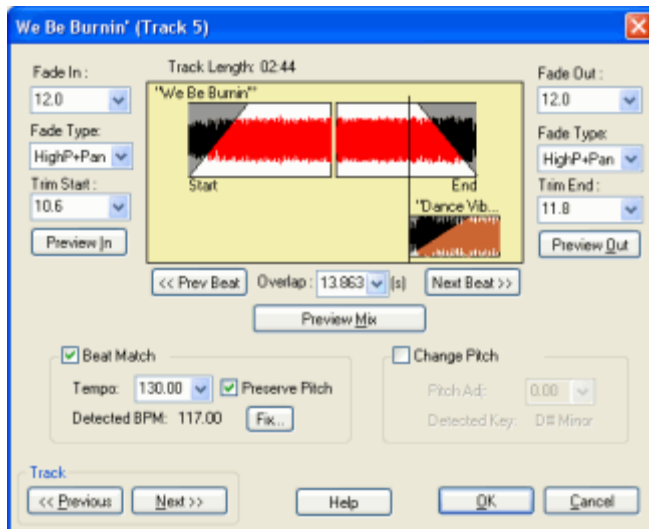 We Be Burnin' (Track 5)
Fade In :
12.0
Fade Type:
HighP+Pan
Trim Start :
10.6
Preview In
Track Length: 02:44
"We Be Burnin'"
Start
End
"Dance Vib...
Fade Out :
12.0
Fade Type:
HighP+Pan
Trim End :
11.8
Preview Out
<< Prev Beat
Overlap :
13.863
(s)
Next Beat >>
Preview Mix
Beat Match
Tempo:
130.00
Preserve Pitch
Detected BPM: 117.00
Fix...
Change Pitch
Pitch Adj:
0.00
Detected Key: D# Minor
Track
<< Previous
Next >>
Help
OK
Cancel